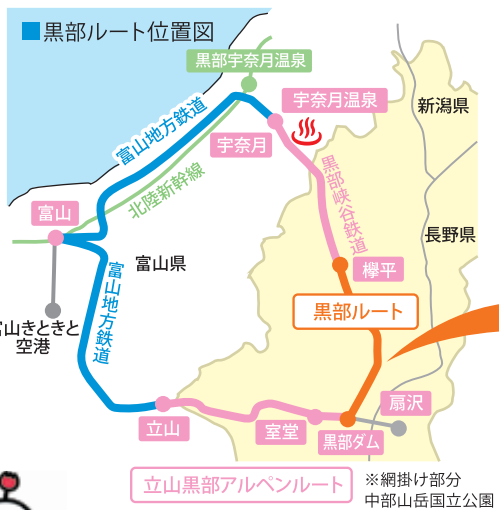 ■黒部ルート位置図
黒部宇奈月温泉
宇奈月温泉
新潟県
富山地方鉄道
宇奈月
北陸新幹線
黒部峡谷鉄道
富山
長野県
富山県
欅平
富山地方鉄道
山きときと
空港
黒部ルート
扇沢
立山
室堂
黒部ダム
立山黒部アルペンルート
※網掛け部分
中部山岳国立公園